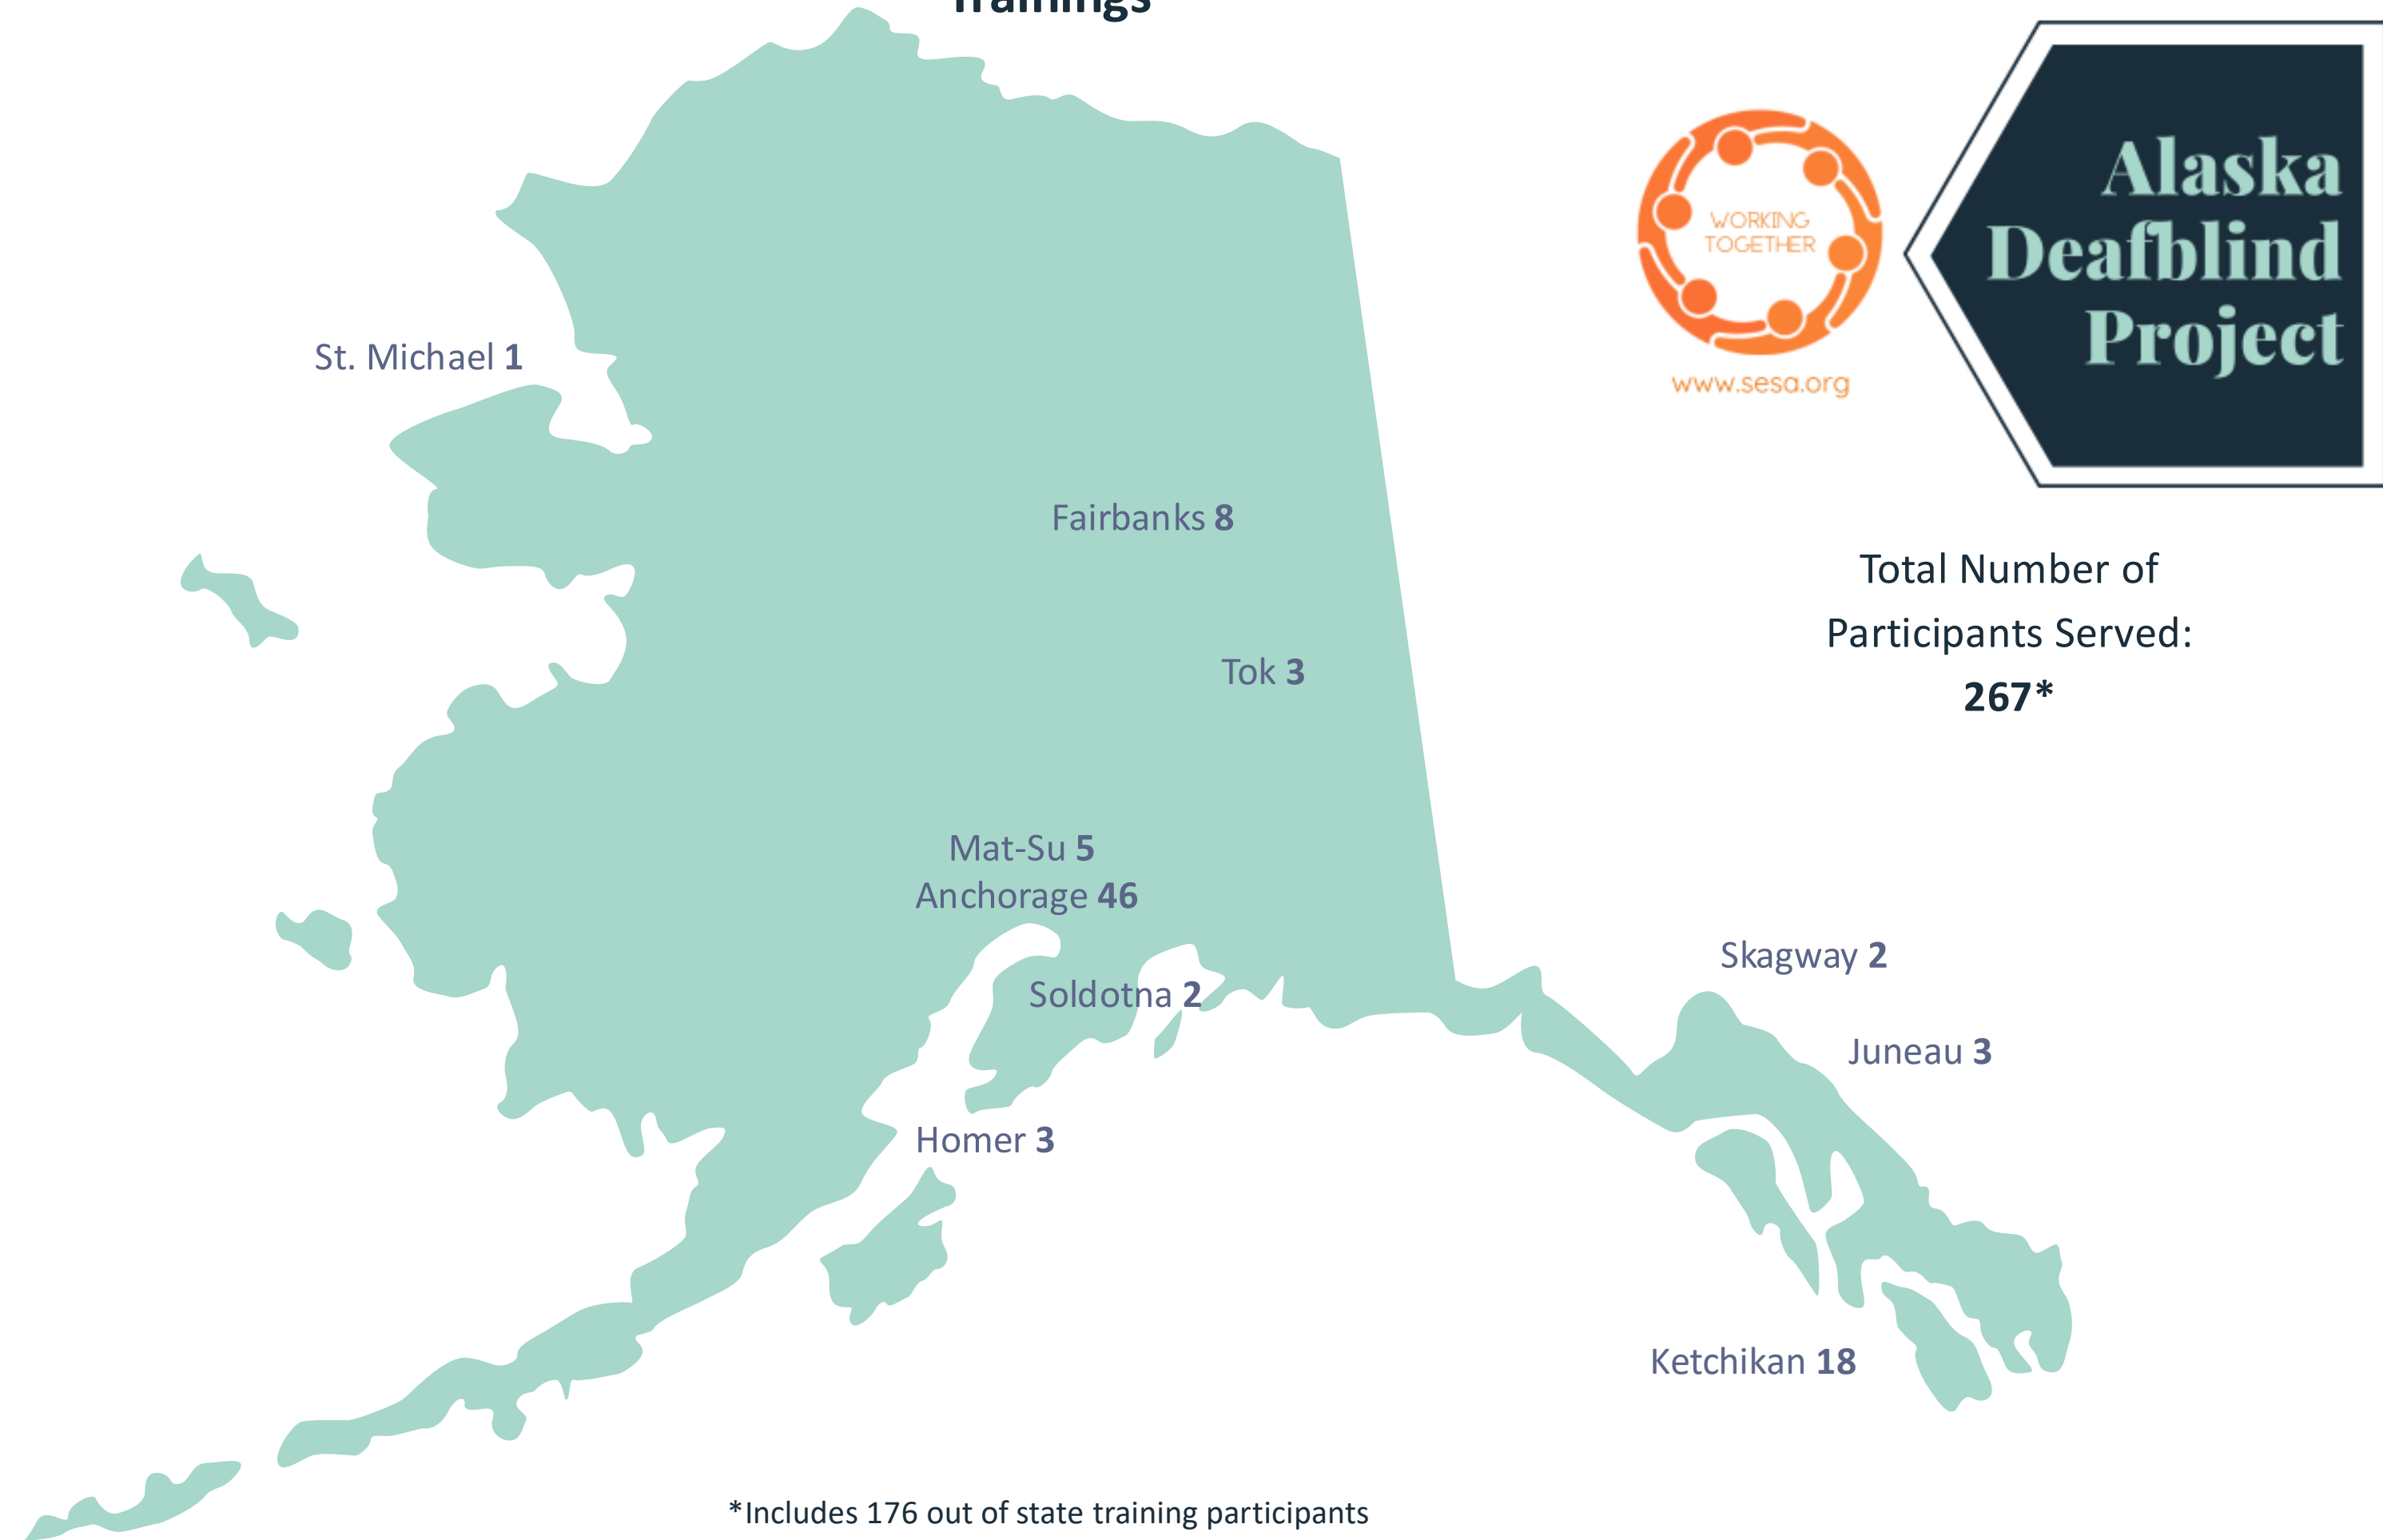 Trainings
WORKING
TOGETHER
www.sesa.org
Alaska
Deafblind
Project
St. Michael 1
Fairbanks 8
Total Number of
Participants Served:
267*
Tok 3
Mat-Su 5
Anchorage 46
Soldotna 2
Skagway 2
Juneau 3
Homer 3
Ketchikan 18
*Includes 176 out of state training participants